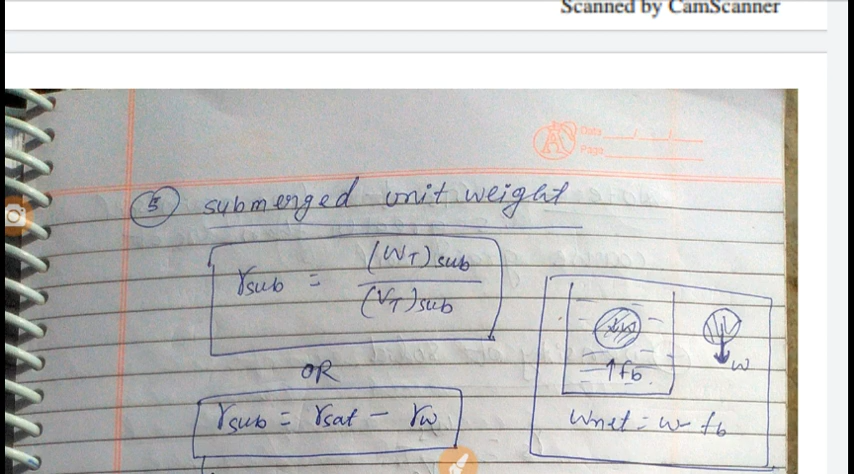 Scanned by CamScanner
A Date
Page
5 submerged unit weight
γsub = (WT)sub / (VT)sub
OR
γsub = γsat - γw
W
↑fb
W
Wnet = w - fb